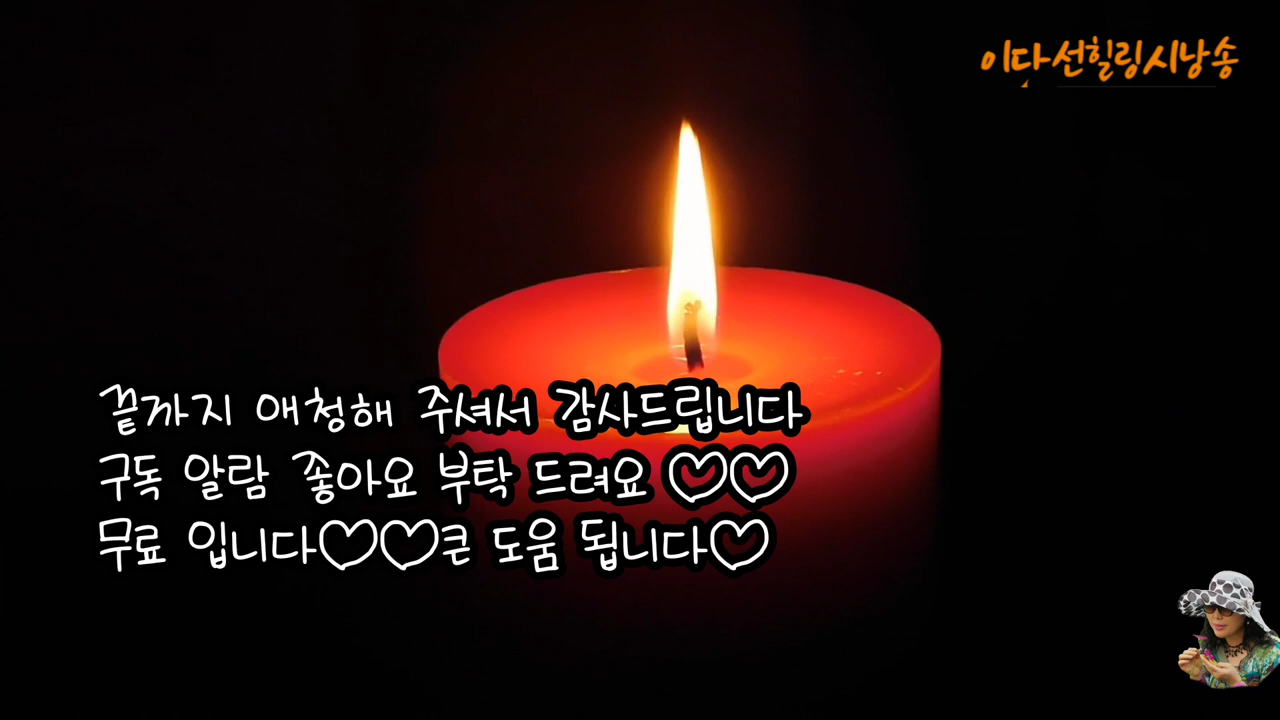 이다선힐링시낭송
끝까지 애청해 주셔서 감사드립니다
구독 알람 좋아요 부탁 드려요 ♡♡
무료 입니다♡♡큰 도움 됩니다♡